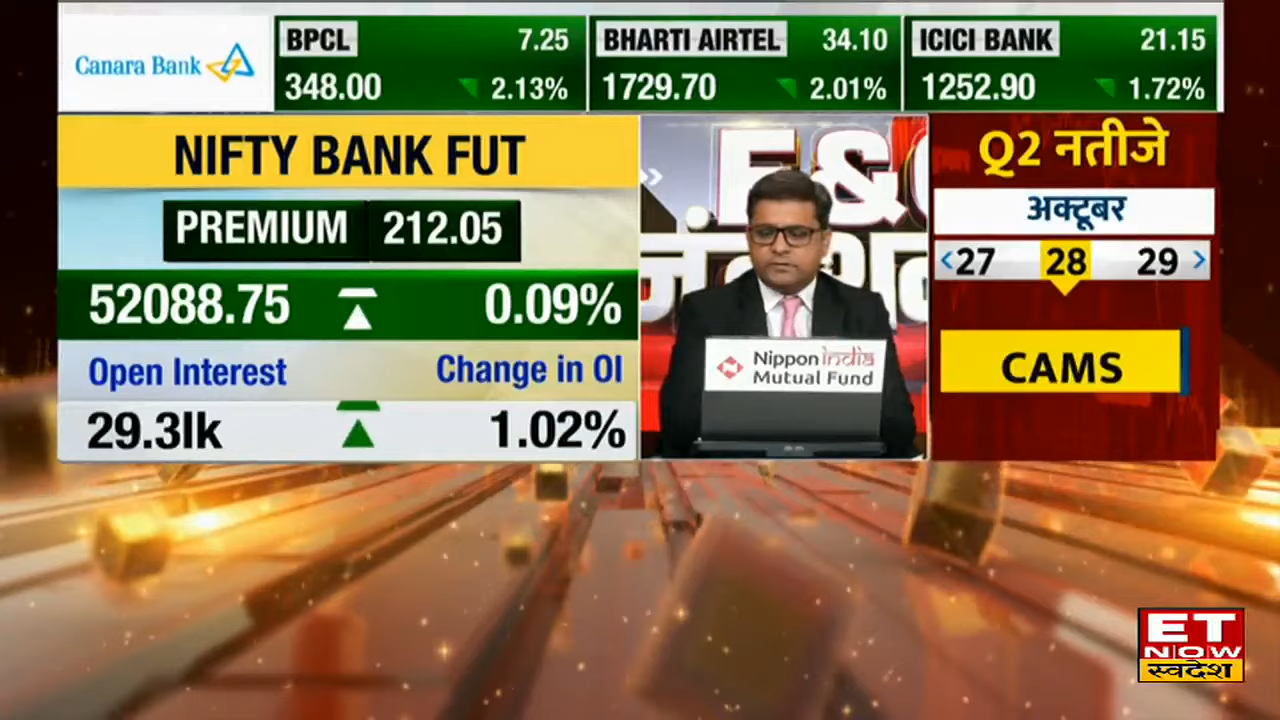 Canara Bank
BPCL 7.25
348.00 2.13%
BHARTI AIRTEL 34.10
1729.70 2.01%
ICICI BANK 21.15
1252.90 1.72%
NIFTY BANK FUT
PREMIUM 212.05
52088.75 0.09%
Open Interest Change in OI
29.3lk 1.02%
Nippon India
Mutual Fund
Q2 नतीजे
अक्टूबर
27 28 29
CAMS
ET
NOW
स्वदेश